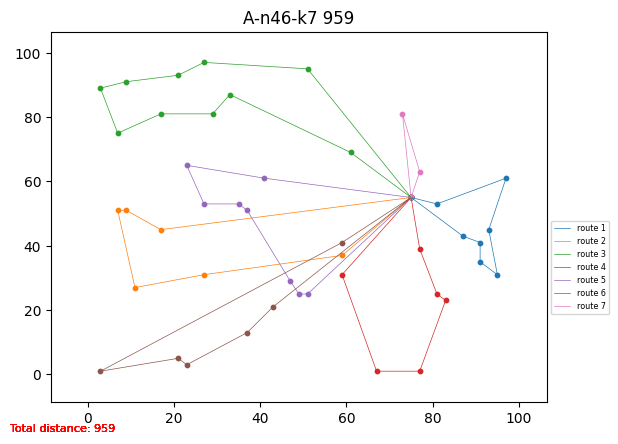 A-n46-k7 959
100
80
60
40
20
0
0 20 40 60 80 100
route 1
route 2
route 3
route 4
route 5
route 6
route 7
Total distance: 959